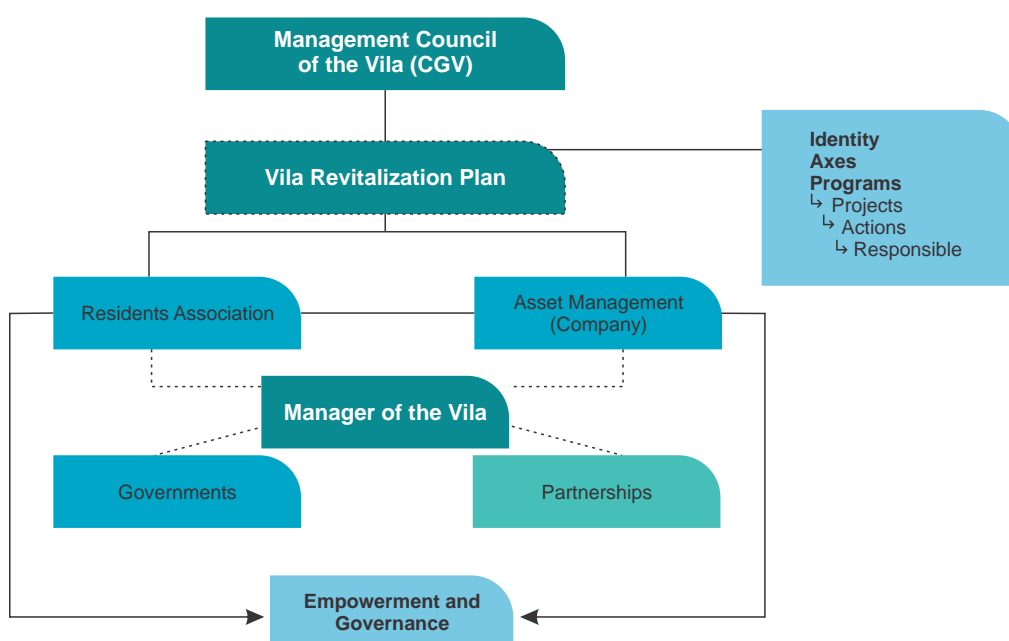 Management Council
of the Vila (CGV)
Vila Revitalization Plan
Identity
Axes
Programs
↳ Projects
↳ Actions
↳ Responsible
Residents Association
Asset Management
(Company)
Manager of the Vila
Governments
Partnerships
Empowerment and
Governance